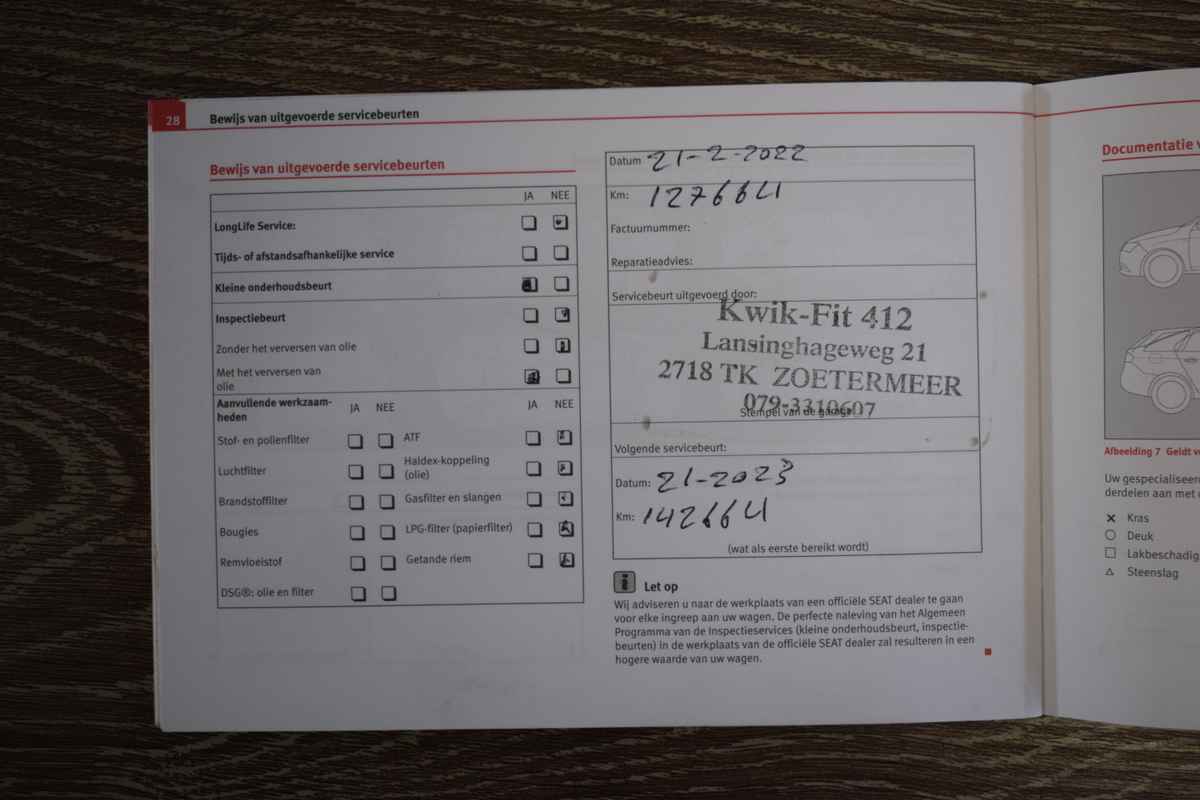 28
Bewijs van uitgevoerde servicebeurten
Bewijs van uitgevoerde servicebeurten
JA NEE
LongLife Service:
Tijds- of afstandsafhankelijke service
Kleine onderhoudsbeurt
Inspectiebeurt
Zonder het verversen van olie
Met het verversen van
olie
Aanvullende werkzaam-
heden
JA NEE
JA NEE
Stof- en pollenfilter
ATF
Luchtfilter
Haldex-koppeling
(olie)
Brandstoffilter
Gasfilter en slangen
Bougies
LPG-filter (papierfilter)
Remvloeistof
Getande riem
DSG®: olie en filter
Datum 21-2-2022
Km: 127664
Factuurnummer:
Reparatieadvies:
Servicebeurt uitgevoerd door:
Kwik-Fit 412
Lansinghageweg 21
2718 TK ZOETERMEER
079-3310607
Stempel van de garage
Volgende servicebeurt:
Datum: 21-2023
Km: 142664
(wat als eerste bereikt wordt)
i Let op
Wij adviseren u naar de werkplaats van een officiële SEAT dealer te gaan
voor elke ingreep aan uw wagen. De perfecte naleving van het Algemeen
Programma van de Inspectieservices (kleine onderhoudsbeurt, inspectie-
beurten) in de werkplaats van de officiële SEAT dealer zal resulteren in een
hogere waarde van uw wagen.
Documentatie
Afbeelding 7 Geldt
Uw gespecialiseer
derdelen aan met
Kras
Deuk
Lakbeschadig
Steenslag